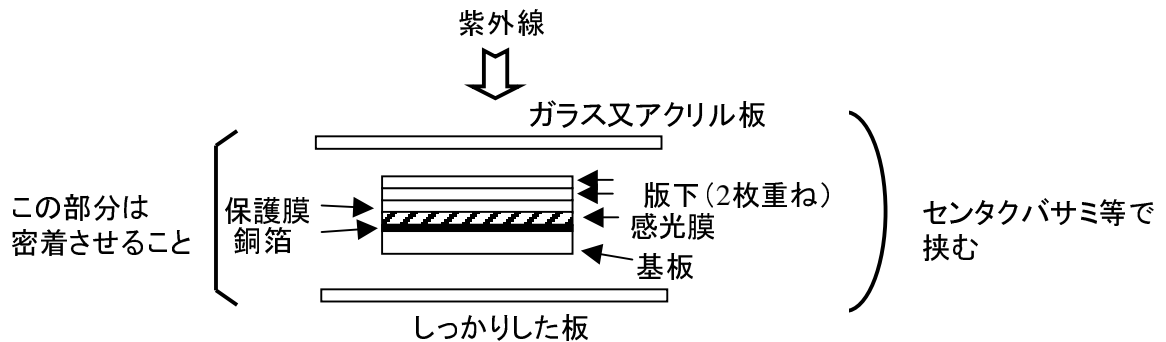 紫外線
ガラス又アクリル板
この部分は
密着させること
保護膜
銅箔
版下(2枚重ね)
感光膜
基板
センタクバサミ等で
挟む
しっかりした板